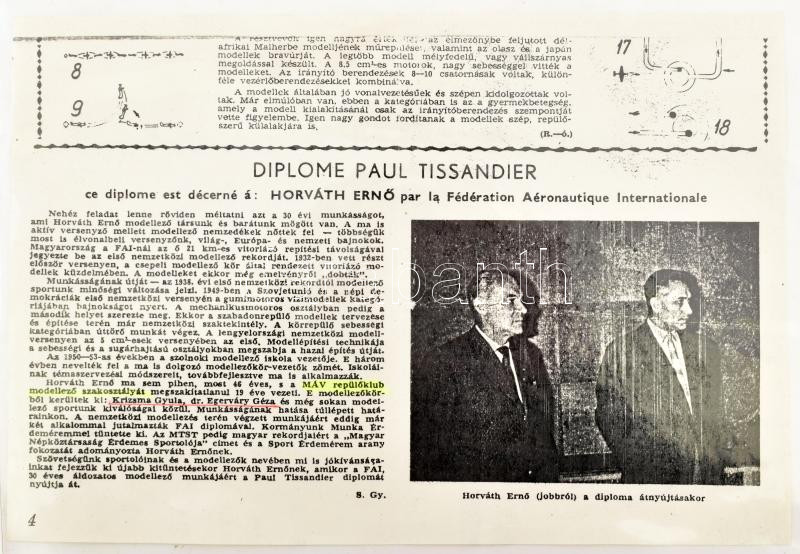 A résztvevők igen nagyra az élmezőnybe feljutott dél-
afrikai Malherbe modelljének műrepülései, valamint az olasz és a japán
modellek bravúrját. A legtöbb modell mélyfedelű, vagy vállszárnyas
megoldással készült. A 8.5 cm³-es motorok, nagy sebességgel vitték a
modelleket. Az irányító berendezések 8—10 csatornásak voltak, külön-
féle vezérlőberendezésekkel kombinálva.
A modellek általában jó vonalvezetésűek és szépen kidolgozottak vol-
tak. Már elmúlóban van, ebben a kategóriában is az a gyermekbetegség,
amely a modell kialakításánál csak az irányítóberendezés szempontját
vette figyelembe. Igen nagy gondot fordítanak a modellek szép, repülő-
szerű külalakjára is.
(R.—ó.)
8
9
17
18
DIPLOME PAUL TISSANDIER
ce diplome est décerné á: HORVÁTH ERNŐ par la Fédération Aéronautique Internationale
Nehéz feladat lenne röviden méltatni azt a 30 évi munkásságot,
ami Horváth Ernő modellező társunk és barátunk mögött van. A ma is
aktív versenyző mellett modellező nemzedékek nőttek fel — többségük
most is élvonalbeli versenyzőnk, világ-, Európa- és nemzeti bajnokok.
Magyarország a FAI-nál az ő 21 km-es vitorlázó repítési távolságával
jegyezte be az első nemzetközi modellező rekordját. 1932-ben vett részt
először versenyen, a csepeli modellező kör által rendezett vitorlázó mo-
dellek küzdelmében. A modelleket ekkor még emelvényről „dobták".
Munkásságának útját — az 1938. évi első nemzetközi rekordtól modellező
sportunk minőségi változása jelzi. 1949-ben a Szovjetunió és a népi de-
mokráciák első nemzetközi versenyén a gumimotoros vízimodellek kategó-
riájában bajnokságot nyert. A mechanikusmotoros osztályban pedig a
második helyet szerezte meg. Ekkor a szabadonrepülő modellek tervezése
és építése terén már nemzetközi szaktekintély. A körrepülő sebességi
kategóriában úttörő munkát végez. A lengyelországi nemzetközi modell-
versenyen az 5 cm³-esek versenyében az első. Modellépítési technikája
a sebességi és a sugárhajtású osztályokban megszabja a hazai építés útját.
Az 1950—53-as években a szolnoki modellező iskola vezetője. E három
évben nevelték fel a ma is dolgozó modellezőkör-vezetők zömét. Iskolái-
nak témaszervezési módszereit, továbbfejlesztve ma is alkalmazzák.
Horváth Ernő ma sem pihen, most 46 éves, s a MÁV repülőklub
modellező szakosztályát megszakítatlanul 19 éve vezeti. E modellezőkör-
ből kerültek ki: Krizsma Gyula, dr. Egerváry Géza és még sokan model-
lező sportunk kiválóságai közül. Munkásságának hatása túllépett hatá-
rainkon. A nemzetközi modellezés terén végzett munkájáért eddig már
két alkalommal jutalmazták FAI diplomával. Kormányunk Munka Ér-
deméremmel tüntette ki. Az MTST pedig magyar rekordjaiért a „Magyar
Népköztársaság Érdemes Sportolója" címet és a Sport Érdemérem arany
fokozatát adományozta Horváth Ernőnek.
Szövetségünk sportolóinak és a modellezők nevében mi is jókívánsága-
inkat fejezzük ki újabb kitüntetésekor Horváth Ernőnek, amikor a FAI,
30 éves áldozatos modellező munkájáért a Paul Tissandier diplomát
nyújtja át.
S. Gy.
Horváth Ernő (jobbról) a diploma átnyújtásakor
4